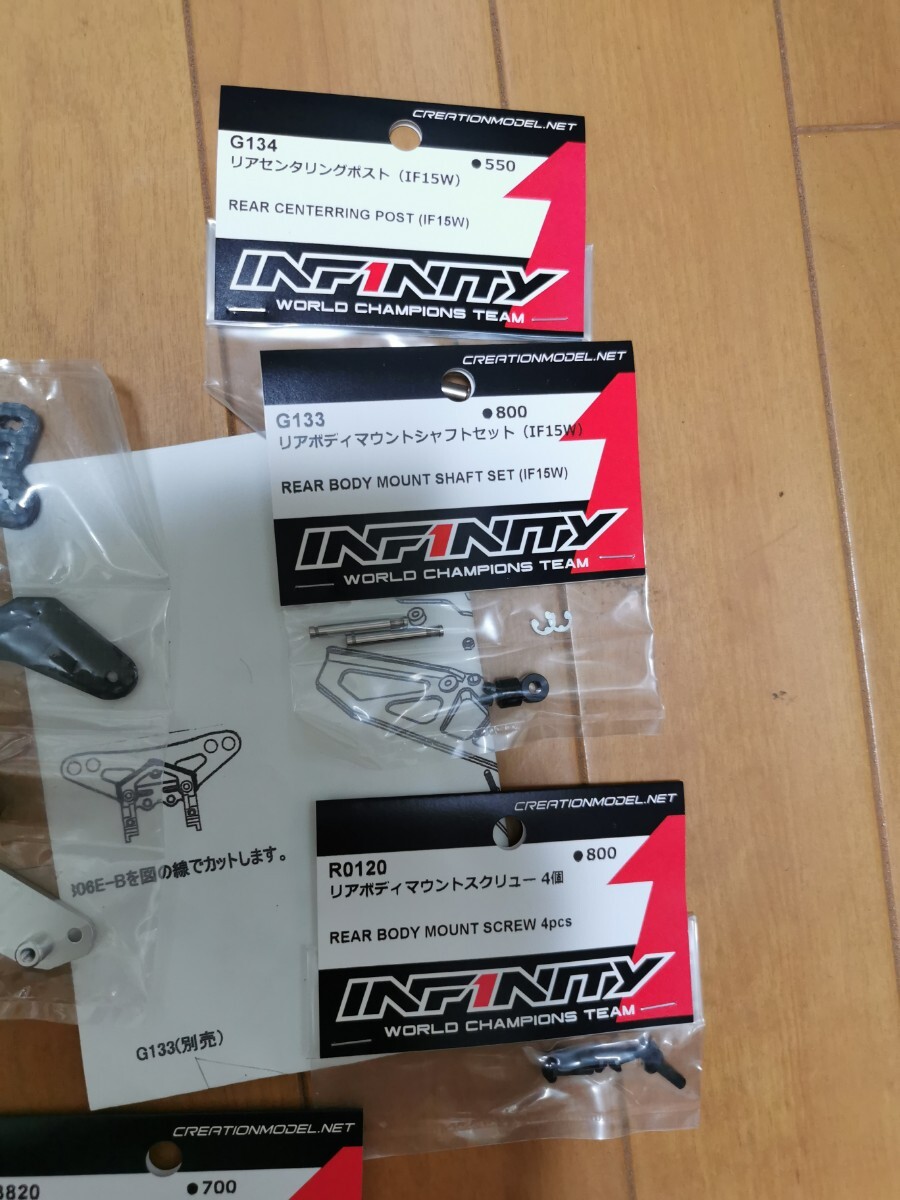 CREATIONMODEL.NET
G134
●550
リアセンタリングポスト（IF15W）
REAR CENTERRING POST (IF15W)
INF1NITY
WORLD CHAMPIONS TEAM
CREATIONMODEL.NET
G133
●800
リアボディマウントシャフトセット（IF15W）
REAR BODY MOUNT SHAFT SET (IF15W)
INF1NITY
WORLD CHAMPIONS TEAM
CREATIONMODEL.NET
R0120
●800
リアボディマウントスクリュー 4個
REAR BODY MOUNT SCREW 4pcs
INF1NITY
WORLD CHAMPIONS TEAM
306E-Bを図の線でカットします。
G133(別売)
CREATIONMODEL.NET
820
●700